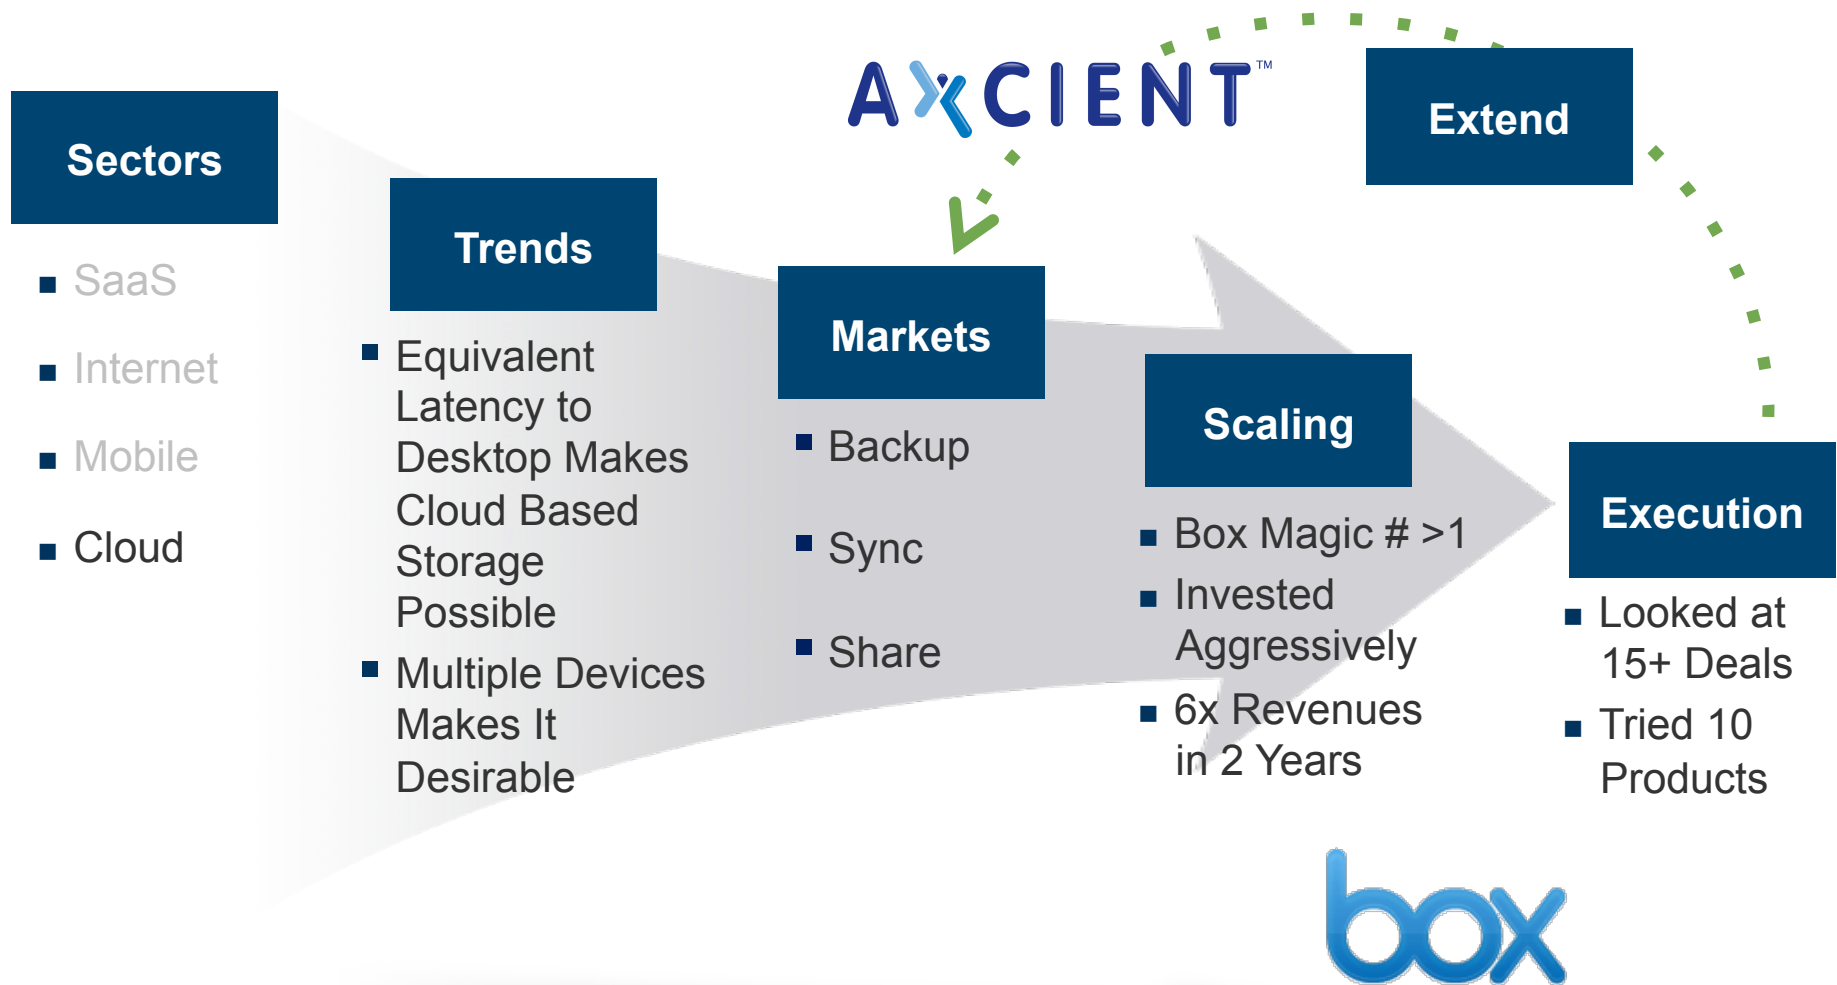 Sectors
SaaS
Internet
Mobile
Cloud
Trends
Equivalent
Latency to
Desktop Makes
Cloud Based
Storage
Possible
Multiple Devices
Makes It
Desirable
Markets
Backup
Sync
Share
Scaling
Box Magic # >1
Invested
Aggressively
6x Revenues
in 2 Years
Execution
Looked at
15+ Deals
Tried 10
Products
Extend
AXCIENT™
box